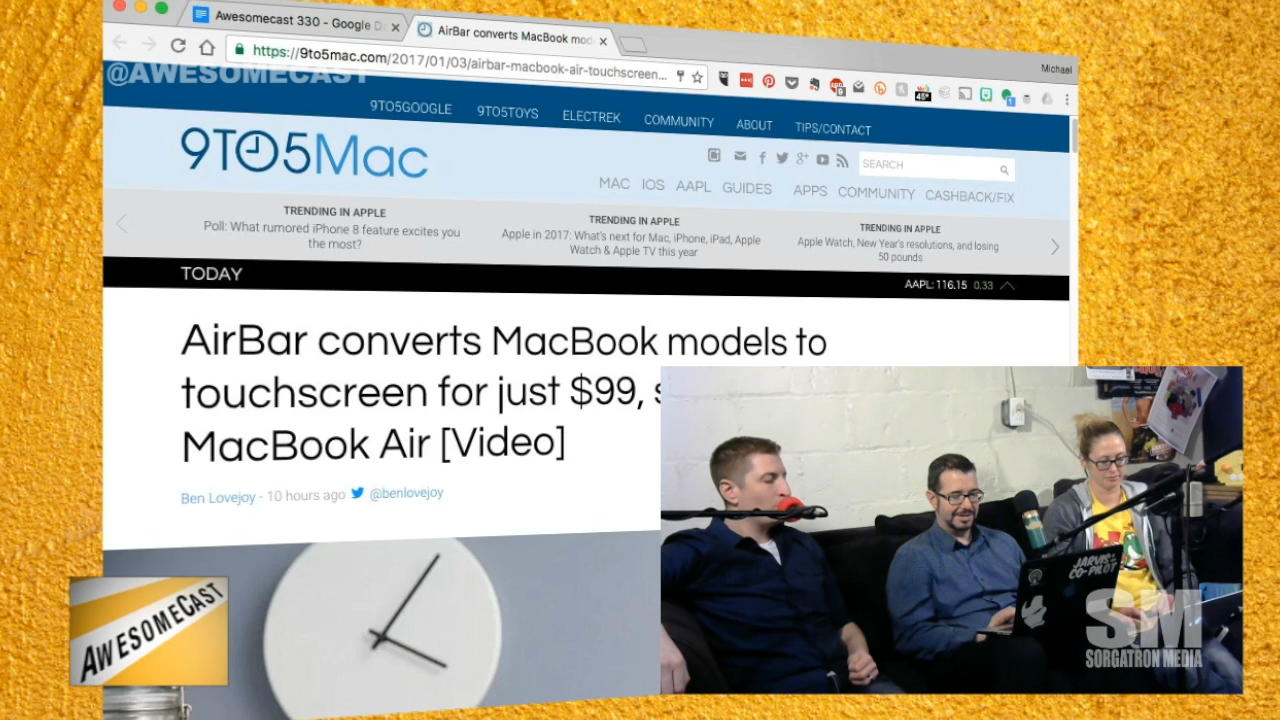 Awesomecast 330 - Google D
AirBar converts MacBook mod
Michael
https://9to5mac.com/2017/01/03/airbar-macbook-air-touchscreen...
@AWESOMECAST
9TO5GOOGLE 9TO5TOYS ELECTREK COMMUNITY ABOUT TIPS/CONTACT
9TO5Mac
SEARCH
MAC IOS AAPL GUIDES APPS COMMUNITY CASHBACK/FIX
TRENDING IN APPLE
Poll: What rumored iPhone 8 feature excites you
the most?
TRENDING IN APPLE
Apple in 2017: What's next for Mac, iPhone, iPad, Apple
Watch & Apple TV this year
TRENDING IN APPLE
Apple Watch, New Year's resolutions, and losing
50 pounds
TODAY
AAPL: 116.15 0.33
AirBar converts MacBook models to
touchscreen for just $99, s
MacBook Air [Video]
Ben Lovejoy - 10 hours ago @benlovejoy
AWESOMECAST
JARVIS IS MY
CO-PILOT
SM
SORGATRON MEDIA